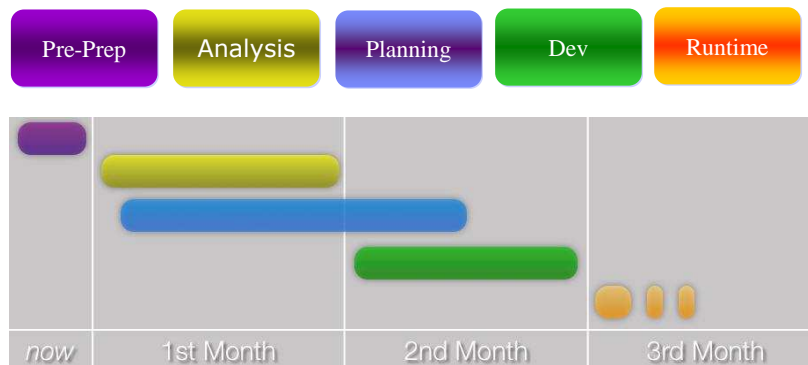 Pre-Prep Analysis Planning Dev Runtime
now 1st Month 2nd Month 3rd Month